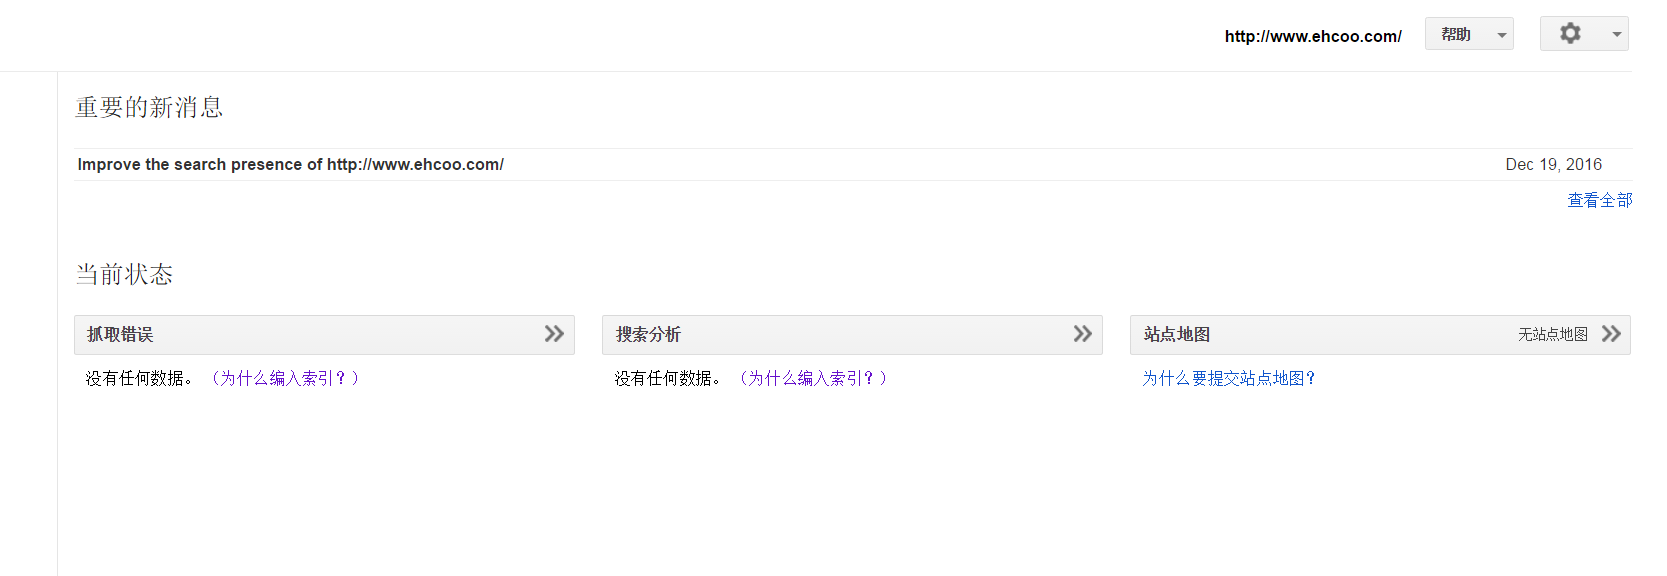 http://www.ehcoo.com/ 帮助
重要的新消息
Improve the search presence of http://www.ehcoo.com/ Dec 19, 2016
查看全部
当前状态
抓取错误 搜索分析 站点地图 无站点地图
没有任何数据。（为什么编入索引？） 没有任何数据。（为什么编入索引？） 为什么要提交站点地图？